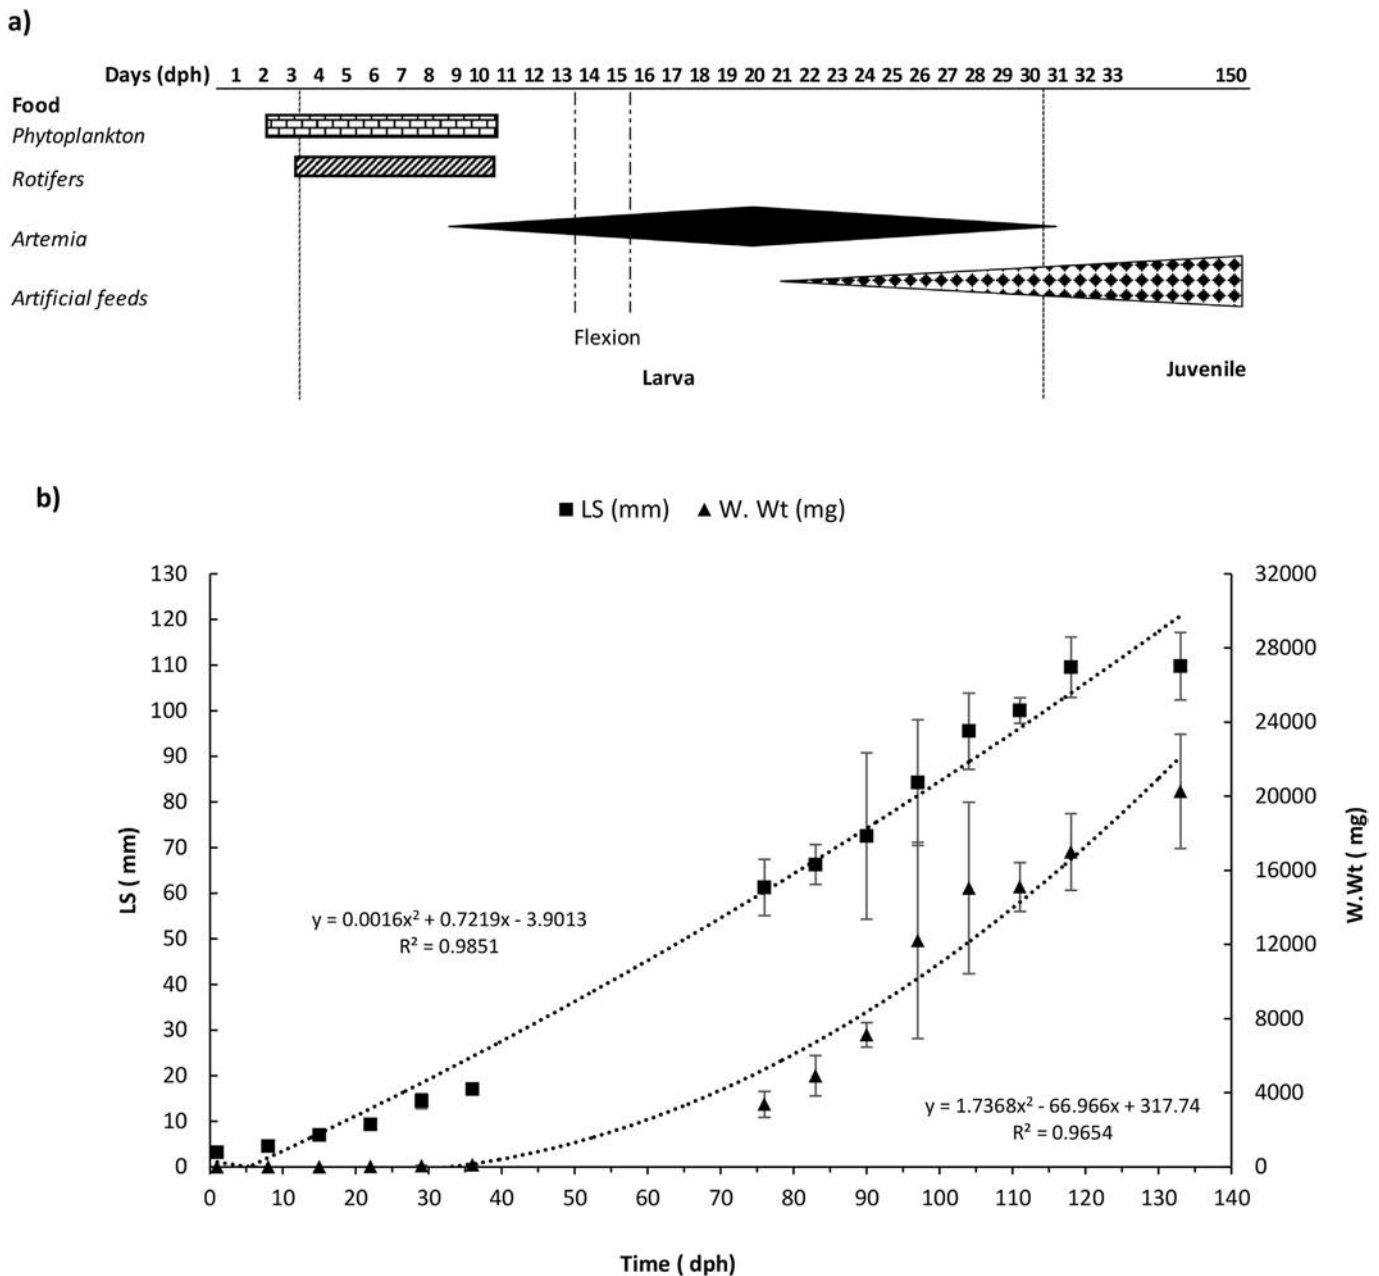 a)
Days (dph) 1 2 3 4 5 6 7 8 9 10 11 12 13 14 15 16 17 18 19 20 22 23 24 25 26 27 28 29 30 31 32 33 150
Food
Phytoplankton
Rotifers
Artemia
Artificial feeds
Flexion
Larva
Juvenile
b)
LS (mm) W. Wt (mg)
130
120
110
100
90
80
70
60
50
40
30
20
10
0
LS ( mm)
32000
28000
24000
20000
16000
12000
8000
4000
0
W.Wt ( mg)
y = 0.0016x² + 0.7219x - 3.9013
R² = 0.9851
y = 1.7368x² - 66.966x + 317.74
R² = 0.9654
0 10 20 30 40 50 60 70 80 90 100 110 120 130 140
Time ( dph)